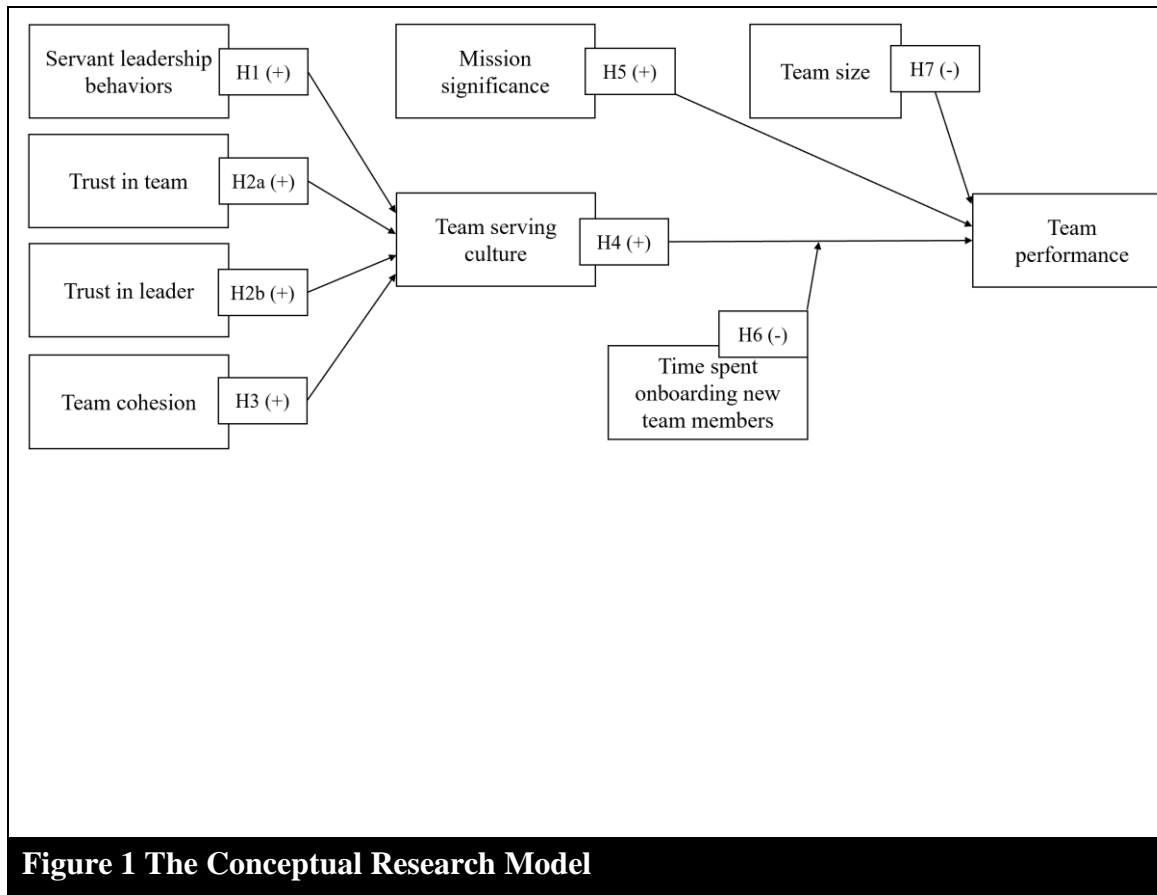 Servant leadership
behaviors
H1 (+)
Mission
significance
H5 (+)
Team size
H7 (-)
Trust in team
H2a (+)
Team serving
culture
H4 (+)
Team
performance
Trust in leader
H2b (+)
H6 (-)
Time spent
onboarding new
team members
Team cohesion
H3 (+)
Figure 1 The Conceptual Research Model